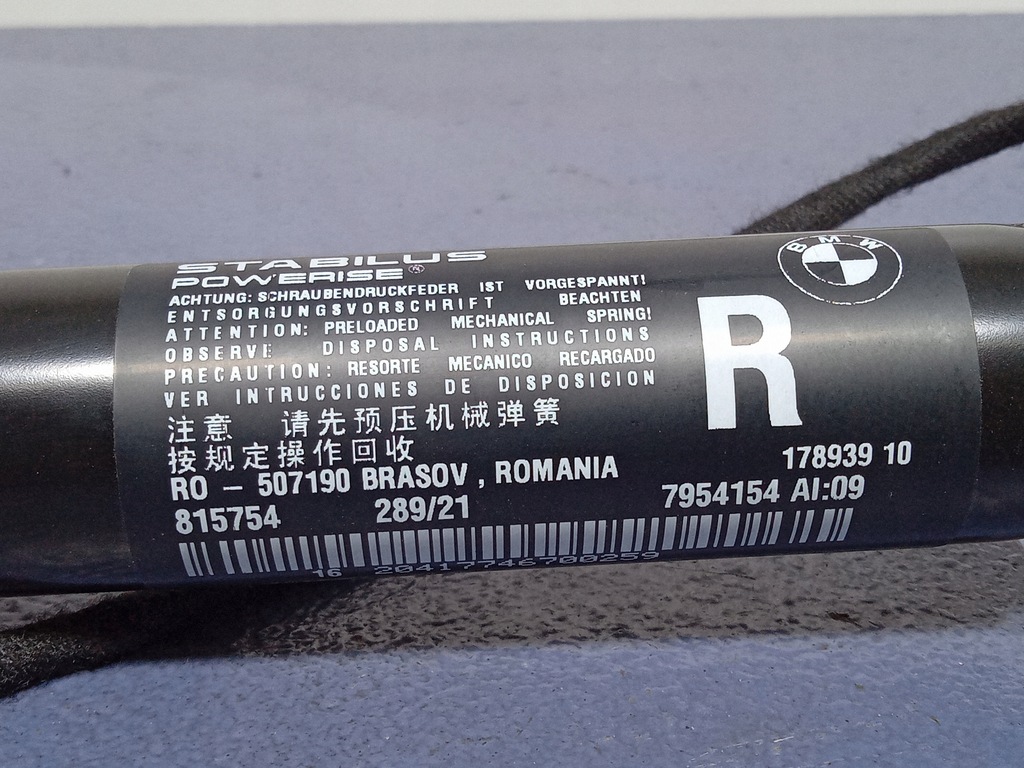 STABILUS
POWERISE®
ACHTUNG: SCHRAUBENDRUCKFEDER IST VORGESPANNT!
ENTSORGUNGSVORSCHRIFT BEACHTEN
ATTENTION: PRELOADED MECHANICAL SPRING!
OBSERVE DISPOSAL INSTRUCTIONS
PRECAUTION: RESORTE MECANICO RECARGADO
VER INTRUCCIONES DE DISPOSICION
注意 请先预压机械弹簧
按规定操作回收
RO - 507190 BRASOV , ROMANIA
815754 289/21
16 20417746700259
BMW
R
178939 10
7954154 AI:09